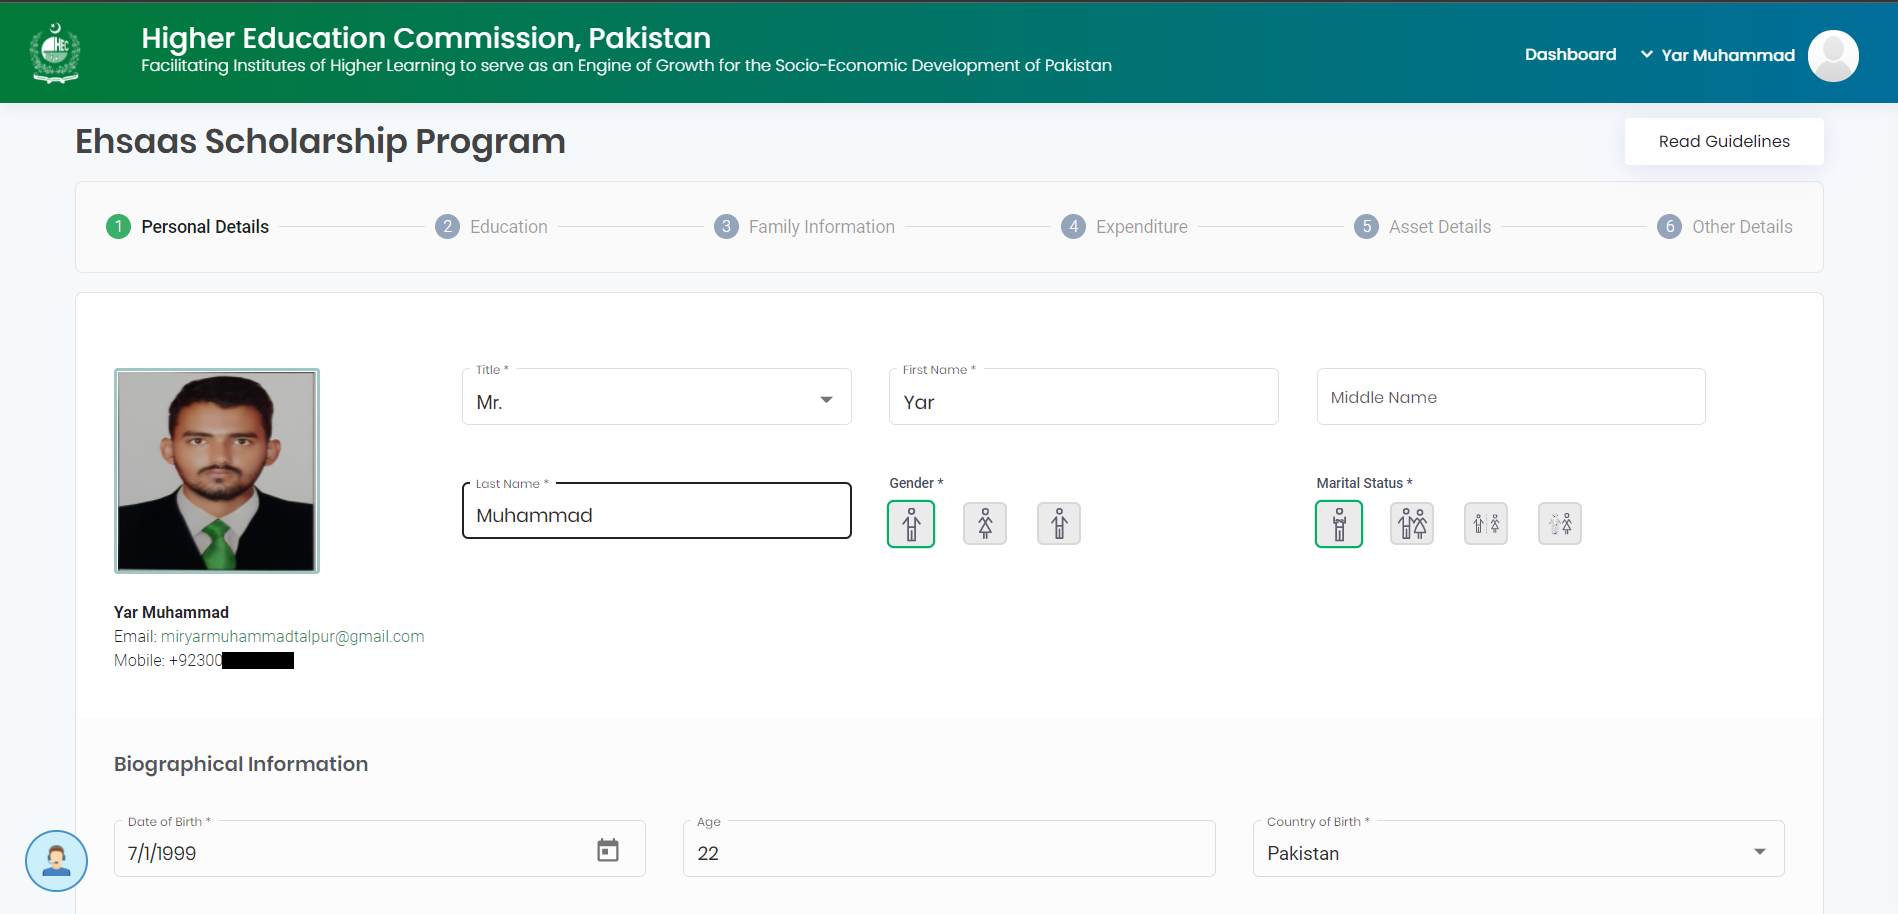 HEC
Higher Education Commission, Pakistan
Facilitating Institutes of Higher Learning to serve as an Engine of Growth for the Socio-Economic Development of Pakistan
Dashboard
Yar Muhammad
Ehsaas Scholarship Program
Read Guidelines
1 Personal Details
2 Education
3 Family Information
4 Expenditure
5 Asset Details
6 Other Details
Title *
Mr.
First Name *
Yar
Middle Name
Last Name *
Muhammad
Gender *
Marital Status *
Yar Muhammad
Email: miryarmuhammadtalpur@gmail.com
Mobile: +92300
Biographical Information
Date of Birth *
7/1/1999
Age
22
Country of Birth *
Pakistan